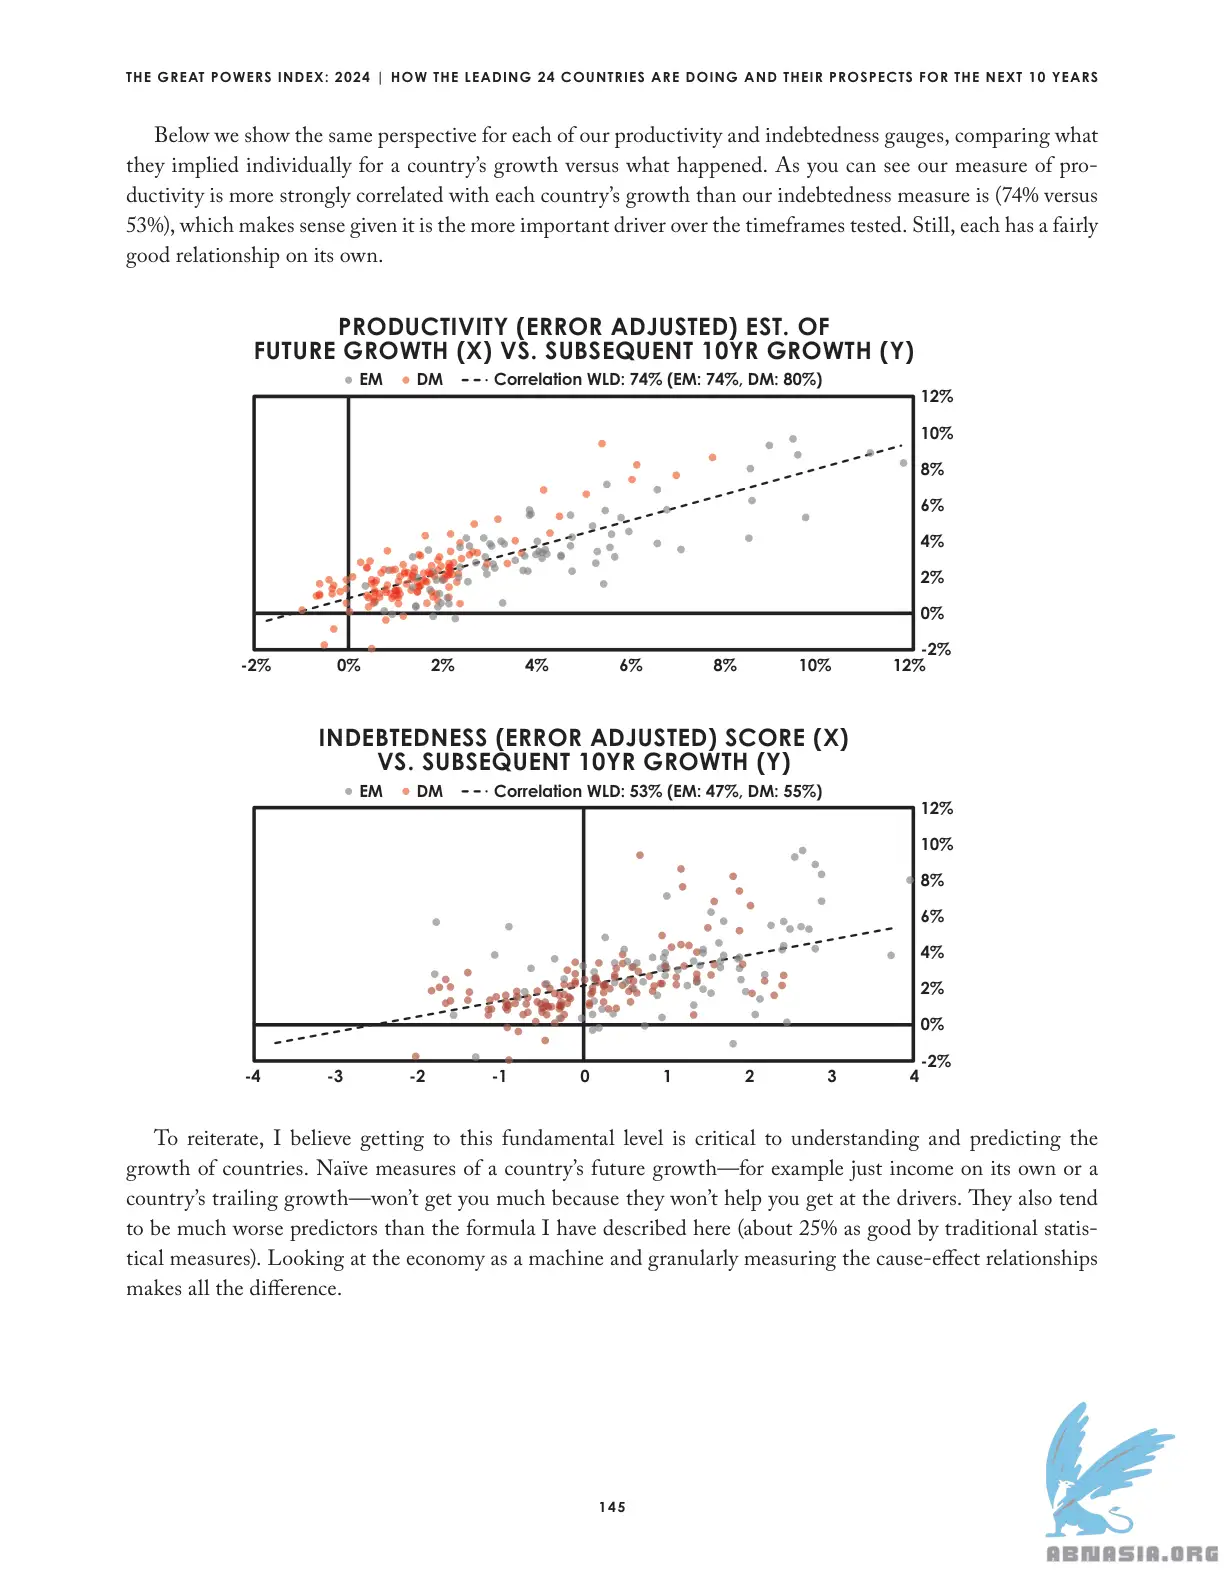 THE GREAT POWERS INDEX: 2024 | HOW THE LEADING 24 COUNTRIES ARE DOING AND THEIR PROSPECTS FOR THE NEXT 10 YEARS
Below we show the same perspective for each of our productivity and indebtedness gauges, comparing what
they implied individually for a country’s growth versus what happened. As you can see our measure of pro-
ductivity is more strongly correlated with each country’s growth than our indebtedness measure is (74% versus
53%), which makes sense given it is the more important driver over the timeframes tested. Still, each has a fairly
good relationship on its own.
PRODUCTIVITY (ERROR ADJUSTED) EST. OF
FUTURE GROWTH (X) VS. SUBSEQUENT 10YR GROWTH (Y)
EM DM Correlation WLD: 74% (EM: 74%, DM: 80%)
12%
10%
8%
6%
4%
2%
0%
-2%
-2% 0% 2% 4% 6% 8% 10% 12%
INDEBTEDNESS (ERROR ADJUSTED) SCORE (X)
VS. SUBSEQUENT 10YR GROWTH (Y)
EM DM Correlation WLD: 53% (EM: 47%, DM: 55%)
12%
10%
8%
6%
4%
2%
0%
-2%
-4 -3 -2 -1 0 1 2 3 4
To reiterate, I believe getting to this fundamental level is critical to understanding and predicting the
growth of countries. Naïve measures of a country’s future growth—for example just income on its own or a
country’s trailing growth—won’t get you much because they won’t help you get at the drivers. They also tend
to be much worse predictors than the formula I have described here (about 25% as good by traditional statis-
tical measures). Looking at the economy as a machine and granularly measuring the cause-effect relationships
makes all the difference.
145
ABNASIA.ORG